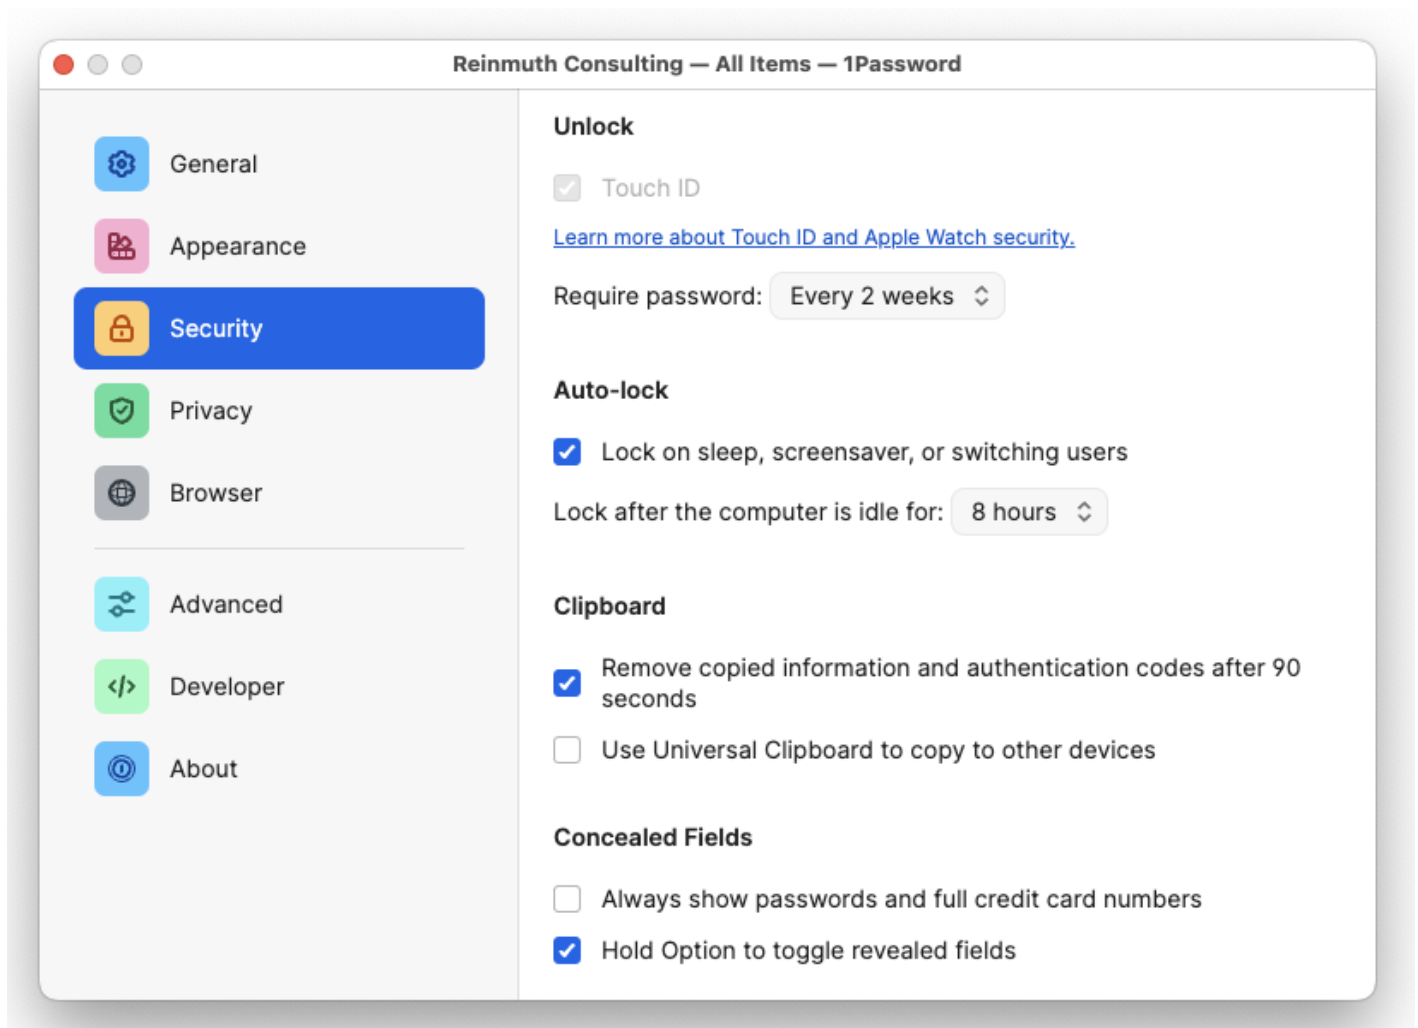 Reinmuth Consulting — All Items — 1Password
General
Appearance
Security
Privacy
Browser
Advanced
Developer
About
Unlock
Touch ID
Learn more about Touch ID and Apple Watch security.
Require password: Every 2 weeks
Auto-lock
Lock on sleep, screensaver, or switching users
Lock after the computer is idle for: 8 hours
Clipboard
Remove copied information and authentication codes after 90
seconds
Use Universal Clipboard to copy to other devices
Concealed Fields
Always show passwords and full credit card numbers
Hold Option to toggle revealed fields